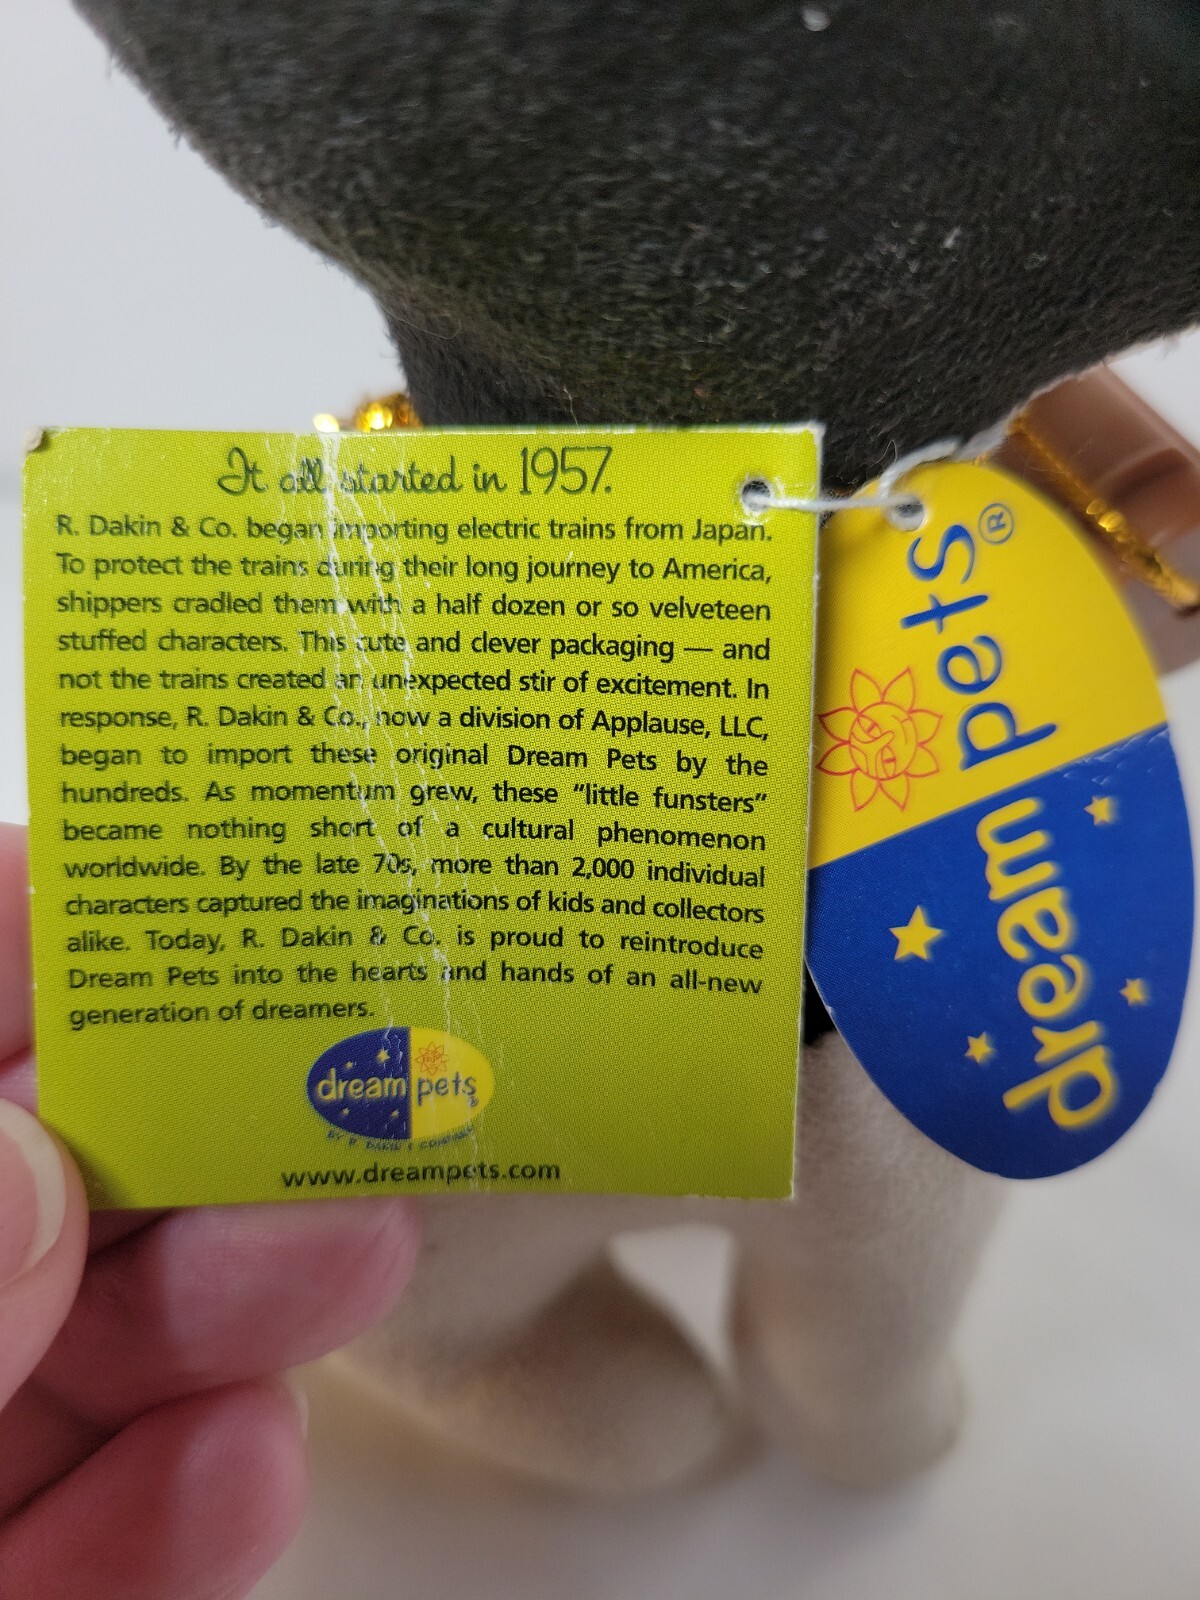 It all started in 1957.
R. Dakin & Co. began importing electric trains from Japan.
To protect the trains during their long journey to America,
shippers cradled them with a half dozen or so velveteen
stuffed characters. This cute and clever packaging — and
not the trains created an unexpected stir of excitement. In
response, R. Dakin & Co., now a division of Applause, LLC,
began to import these original Dream Pets by the
hundreds. As momentum grew, these “little funsters”
became nothing short of a cultural phenomenon
worldwide. By the late 70s, more than 2,000 individual
characters captured the imaginations of kids and collectors
alike. Today, R. Dakin & Co. is proud to reintroduce
Dream Pets into the hearts and hands of an all-new
generation of dreamers.
dream pets®
BY R. DAKIN & COMPANY
www.dreampets.com
dream pets®